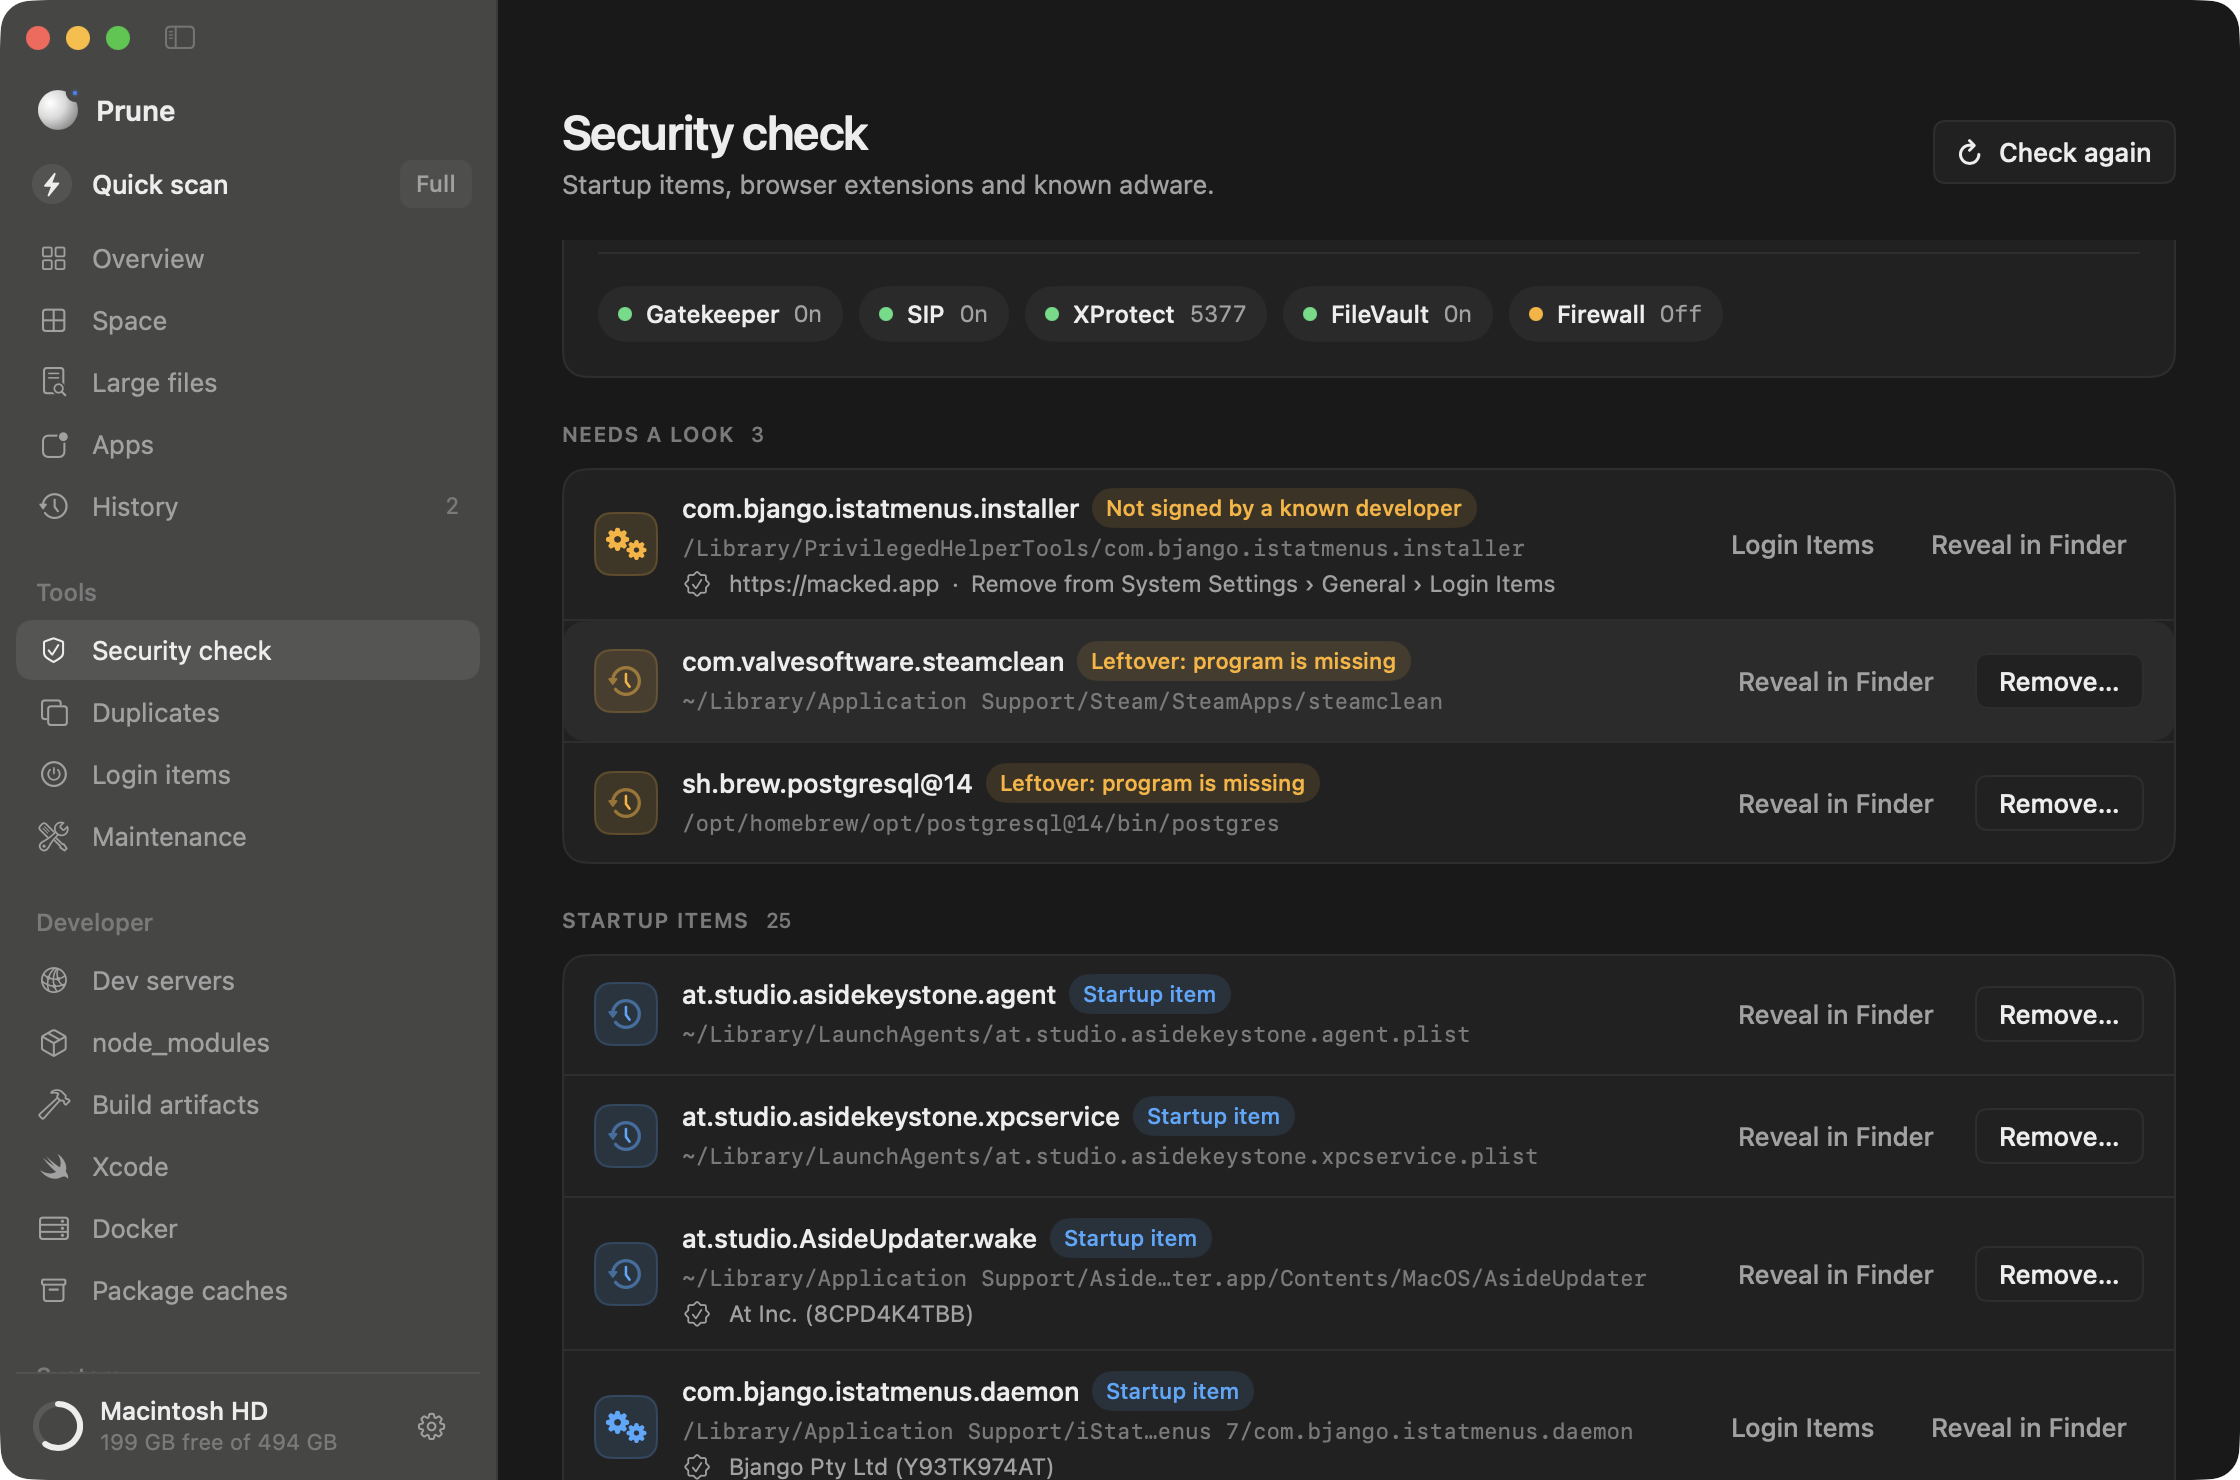 Prune
Quick scan Full
Overview
Space
Large files
Apps
History 2
Tools
Security check
Duplicates
Login items
Maintenance
Developer
Dev servers
node_modules
Build artifacts
Xcode
Docker
Package caches
Macintosh HD
199 GB free of 494 GB
Security check
Startup items, browser extensions and known adware.
Check again
Gatekeeper On SIP On XProtect 5377 FileVault On Firewall Off
NEEDS A LOOK 3
com.bjango.istatmenus.installer Not signed by a known developer
/Library/PrivilegedHelperTools/com.bjango.istatmenus.installer
https://macked.app · Remove from System Settings › General › Login Items
Login Items Reveal in Finder
com.valvesoftware.steamclean Leftover: program is missing
~/Library/Application Support/Steam/SteamApps/steamclean
Reveal in Finder Remove...
sh.brew.postgresql@14 Leftover: program is missing
/opt/homebrew/opt/postgresql@14/bin/postgres
Reveal in Finder Remove...
STARTUP ITEMS 25
at.studio.asidekeystone.agent Startup item
~/Library/LaunchAgents/at.studio.asidekeystone.agent.plist
Reveal in Finder Remove...
at.studio.asidekeystone.xpcservice Startup item
~/Library/LaunchAgents/at.studio.asidekeystone.xpcservice.plist
Reveal in Finder Remove...
at.studio.AsideUpdater.wake Startup item
~/Library/Application Support/Aside…ter.app/Contents/MacOS/AsideUpdater
At Inc. (8CPD4K4TBB)
Reveal in Finder Remove...
com.bjango.istatmenus.daemon Startup item
/Library/Application Support/iStat…enus 7/com.bjango.istatmenus.daemon
Bjango Pty Ltd (Y93TK974AT)
Login Items Reveal in Finder